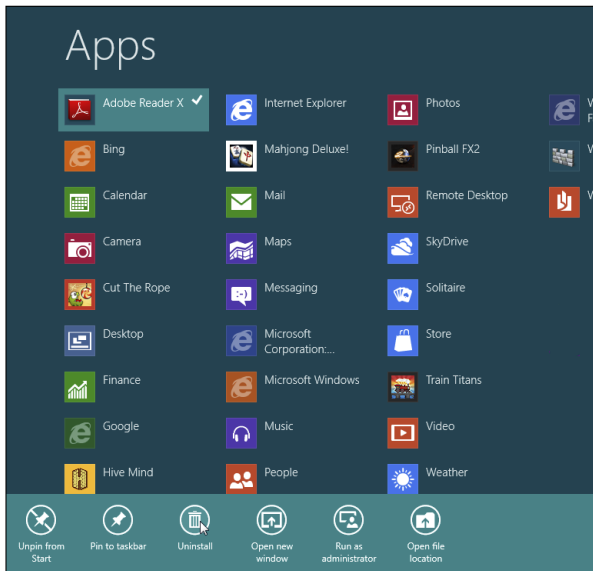 Apps
Adobe Reader X
Bing
Calendar
Camera
Cut The Rope
Desktop
Finance
Google
Hive Mind
Internet Explorer
Mahjong Deluxe!
Mail
Maps
Messaging
Microsoft
Corporation:...
Microsoft Windows
Music
People
Photos
Pinball FX2
Remote Desktop
SkyDrive
Solitaire
Store
Train Titans
Video
Weather
Unpin from
Start
Pin to taskbar
Uninstall
Open new
window
Run as
administrator
Open file
location